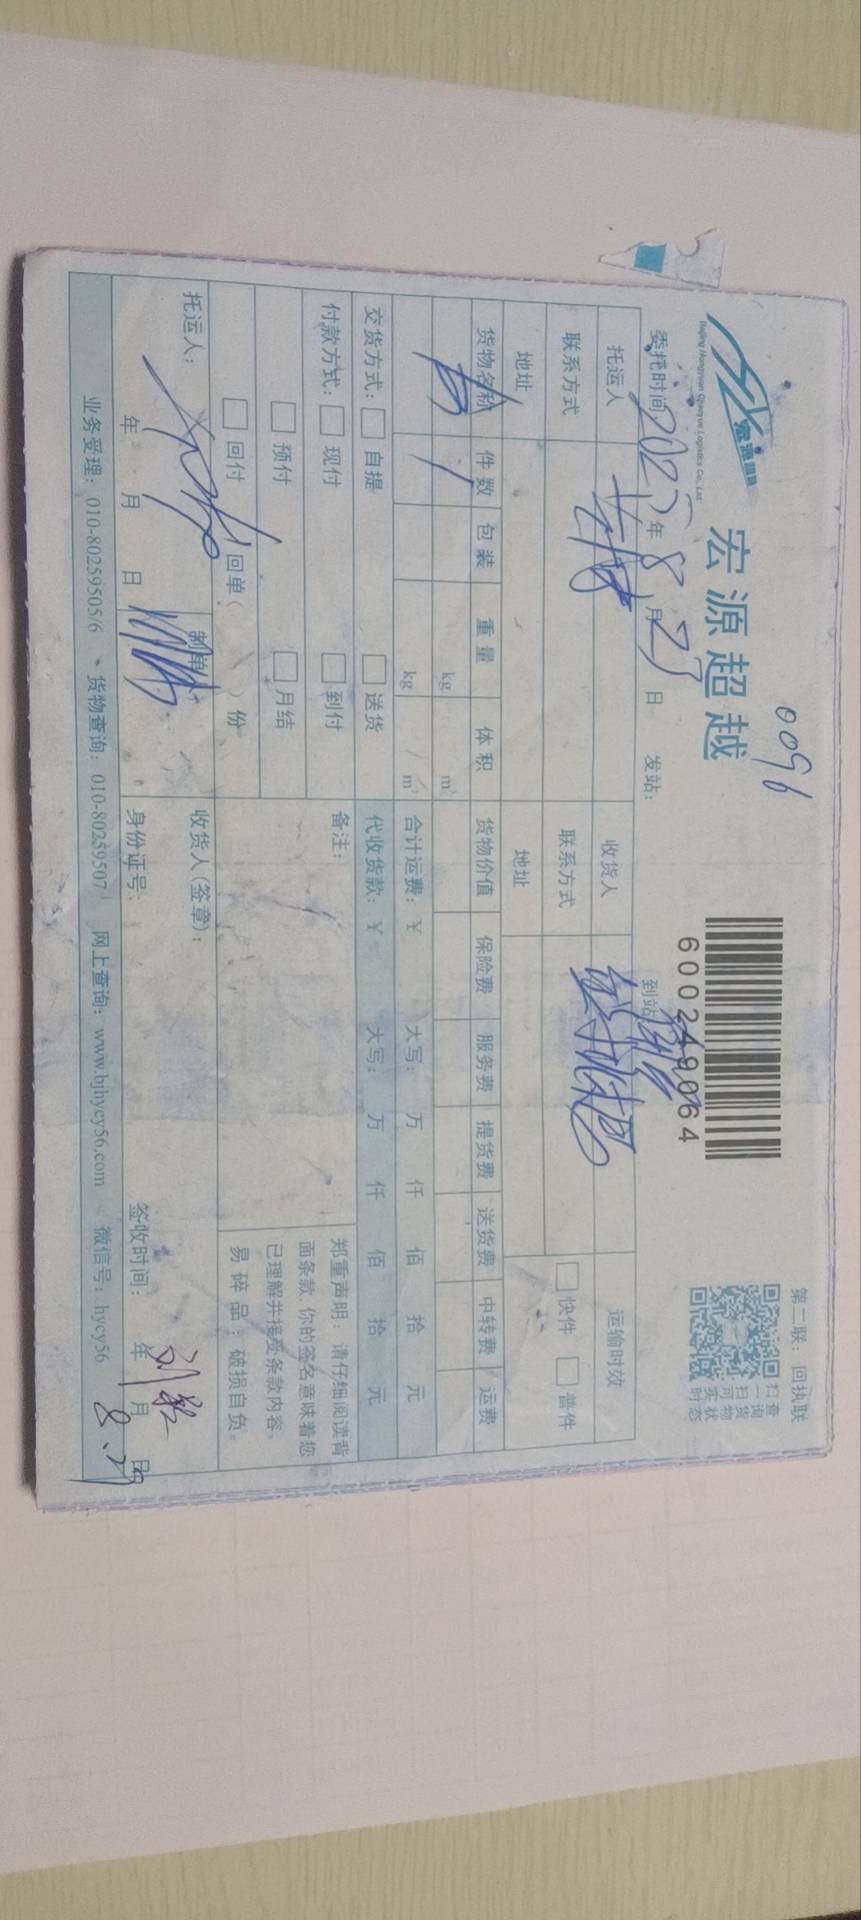 0096
第二联：回执联
宏源超越
宏源超越
Beijing Hongyuan Chaoyue Logistics Co., Ltd
6000249064
扫一扫可实时
查询货物状态
委托时间 2025 年 8 月 25 日 发站： 到站：
托运人 收货人 运输时效
联系方式 联系方式 快件 普件
地址 地址
货物名称 件数 包装 重量 体积 货物价值 保险费 服务费 提货费 送货费 中转费 运费
kg m³
1 kg m³ 合计运费：￥ 大写： 万 仟 佰 拾 元
交货方式： 自提 送货 代收货款：￥ 大写： 万 仟 佰 拾 元
付款方式： 现付 到付 备注： 郑重声明：请仔细阅读背
预付 月结 面条款，你的签名意味着您
已理解并接受条款内容。
回付 回单（ ）份 易碎品：破损自负。
托运人： 制单 收货人（签章）：
年 月 日 身份证号： 签收时间： 年 月 日
业务受理：010-80259505/6 货物查询：010-80259507 网上查询：www.bjhycy56.com 微信号：hycy56